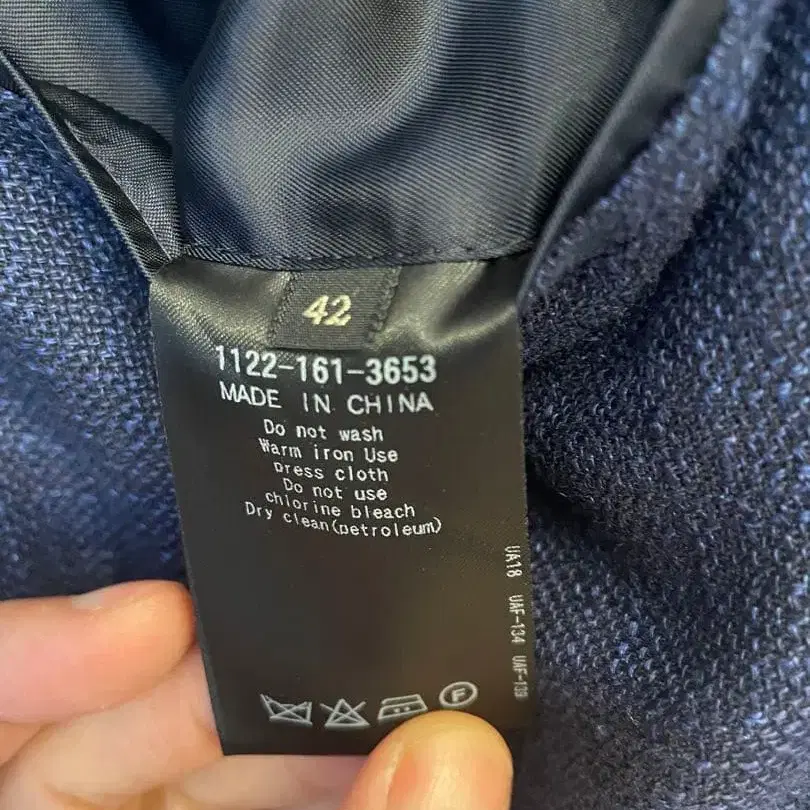 42
1122-161-3653
MADE IN CHINA
Do not wash
Warm iron Use
Dress cloth
Do not use
chlorine bleach
Dry clean(petroleum)
UA18 UAF-134 UAF-139
F